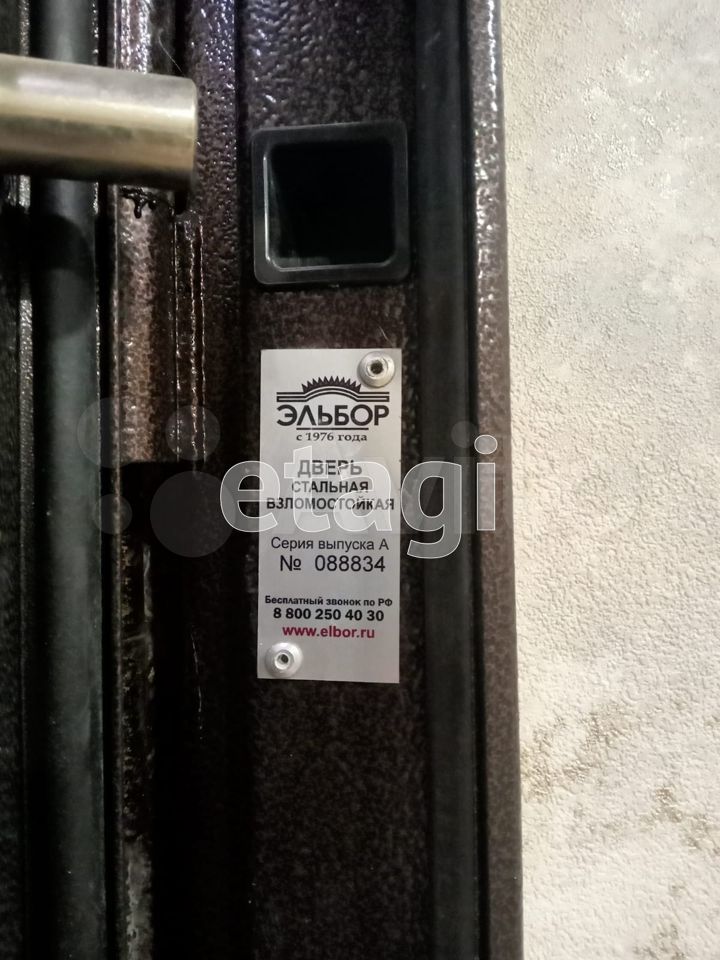 ЭЛЬБОР
с 1976 года
ДВЕРЬ
СТАЛЬНАЯ
ВЗЛОМОСТОЙКАЯ
etagi
Серия выпуска А
№ 088834
Бесплатный звонок по РФ
8 800 250 40 30
www.elbor.ru